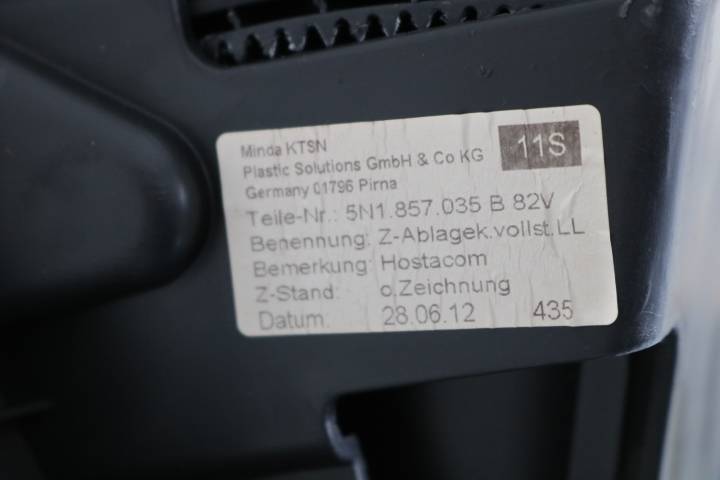 Minda KTSN
Plastic Solutions GmbH & Co KG
Germany 01796 Pirna
11S
Teile-Nr.: 5N1.857.035 B 82V
Benennung: Z-Ablagek.vollst.LL
Bemerkung: Hostacom
Z-Stand: o.Zeichnung
Datum: 28.06.12 435